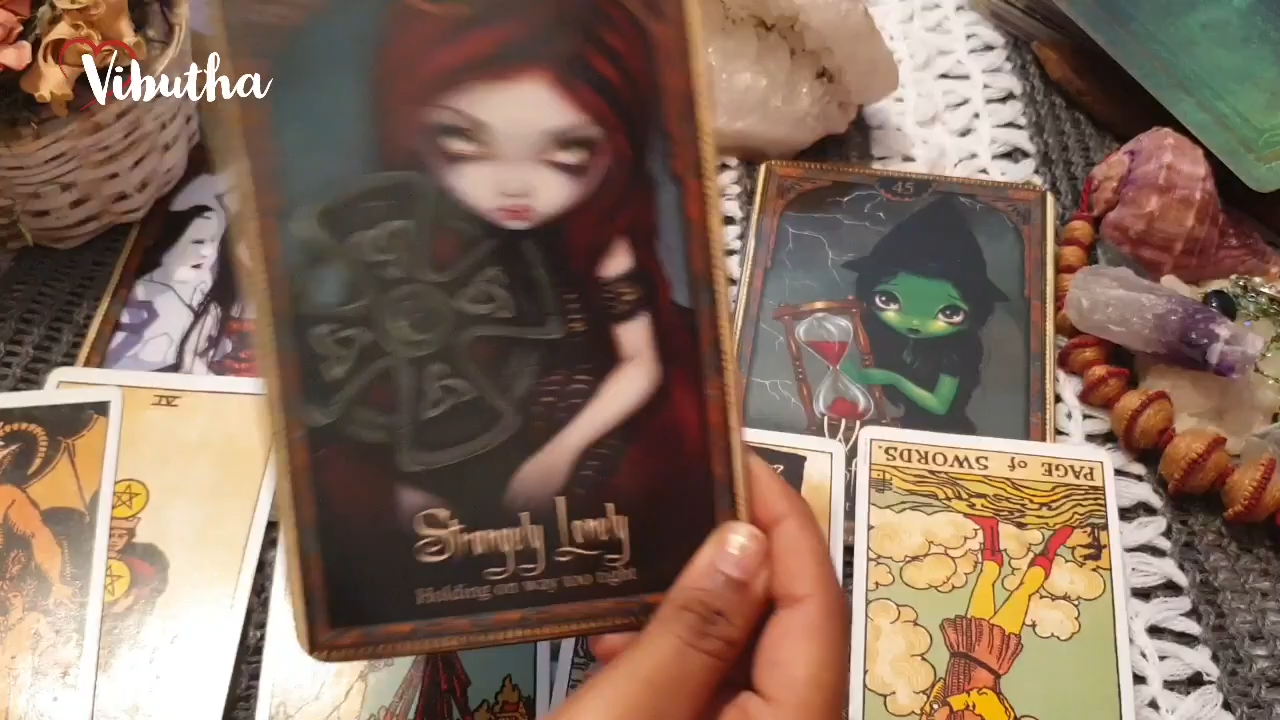 Vibutha
45
IV
PAGE of SWORDS.
Strangely Lovely
Holding on way too tight